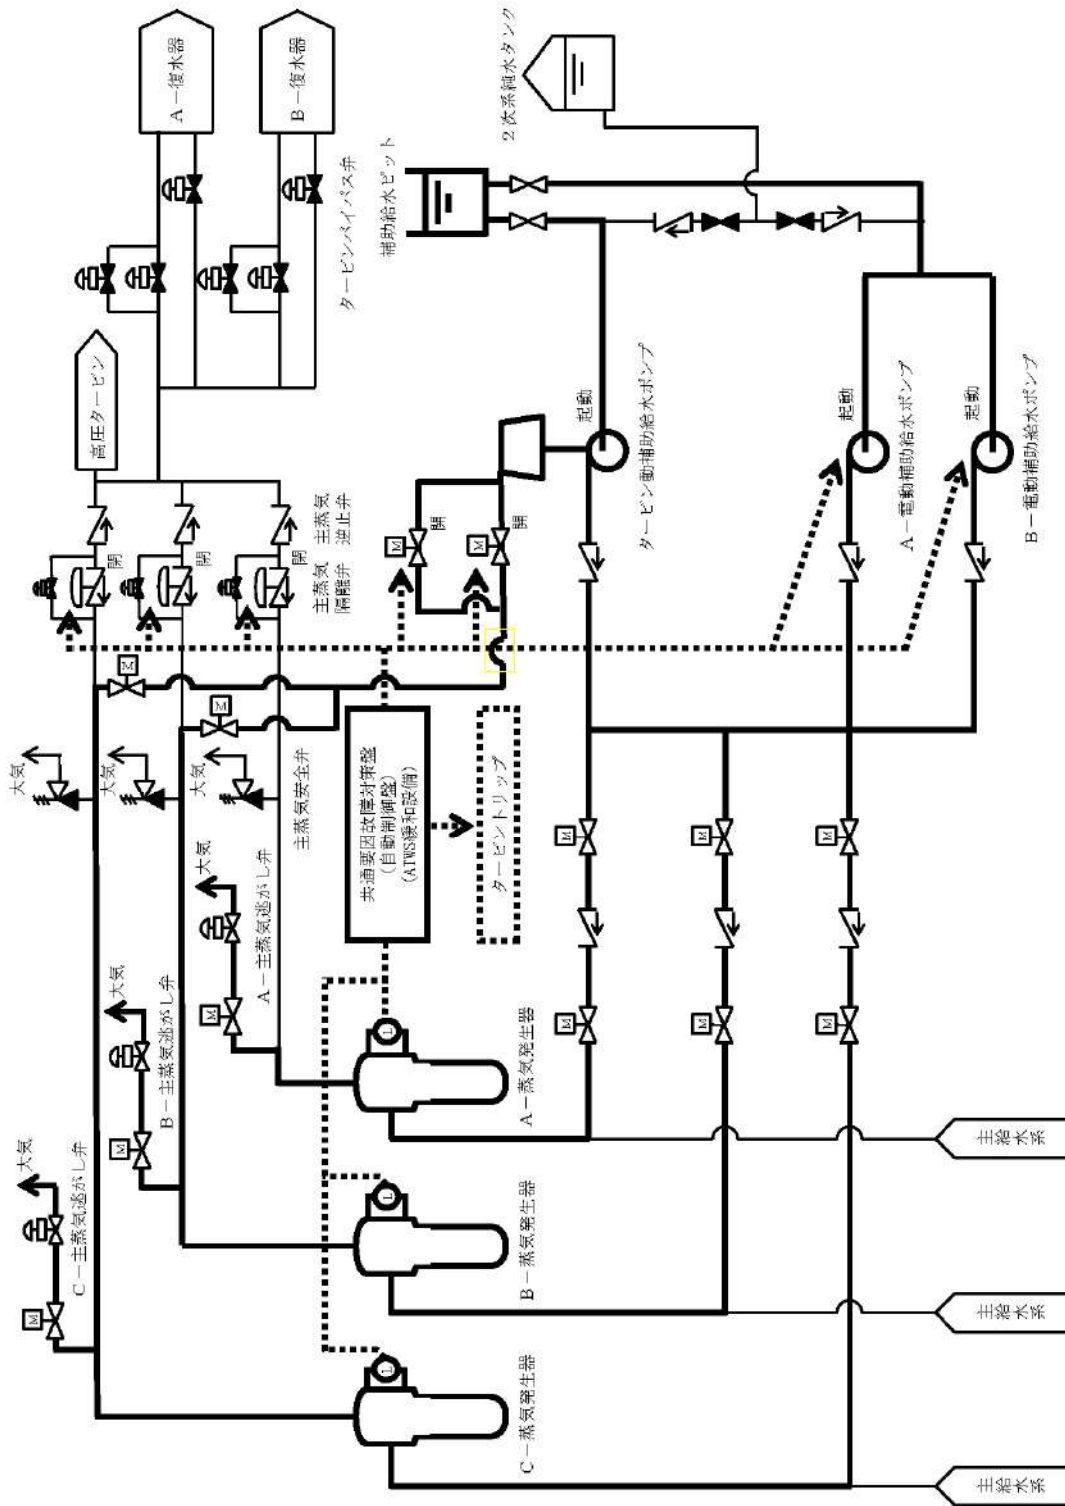 A－復水器
B－復水器
タービンバイパス弁
高圧タービン
2次系純水タンク
補助給水ピット
主蒸気
逆止弁
主蒸気
隔離弁
開
開
開
開
開
起動
タービン動補助給水ポンプ
起動
A－電動補助給水ポンプ
起動
B－電動補助給水ポンプ
M
M
M
M
大気
大気
大気
主蒸気安全弁
共通要因故障対策盤
(自動制御盤)
(ATWS緩和設備)
タービントリップ
大気
M
A－主蒸気逃がし弁
大気
M
B－主蒸気逃がし弁
大気
M
C－主蒸気逃がし弁
M
M
M
M
M
M
L
A－蒸気発生器
L
B－蒸気発生器
L
C－蒸気発生器
主給水系
主給水系
主給水系